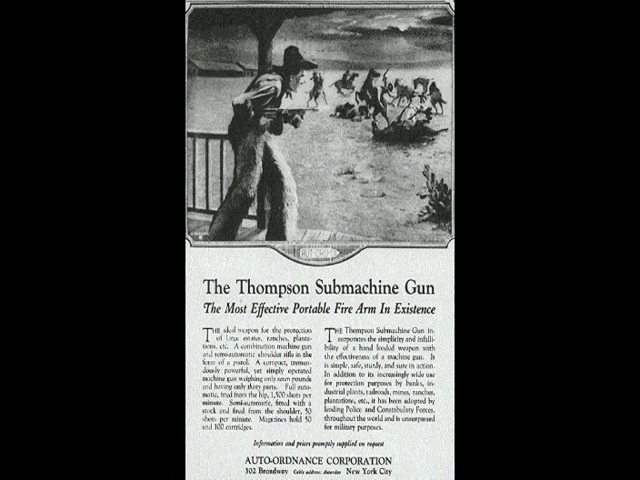 The Thompson Submachine Gun
The Most Effective Portable Fire Arm In Existence
THE ideal weapon for the protection
of large estates, ranches, planta-
tions, etc. A combination machine gun
and semi-automatic shoulder rifle in the
form of a pistol. A compact, tremen-
dously powerful, yet simply operated
machine gun weighing only seven pounds
and having only thirty parts. Full auto-
matic, fired from the hip, 1,500 shots per
minute. Semi-automatic, fitted with a
stock and fired from the shoulder, 50
shots per minute. Magazines hold 50
and 100 cartridges.
THE Thompson Submachine Gun in-
corporates the simplicity and infalli-
bility of a hand loaded weapon with
the effectiveness of a machine gun. It
is simple, safe, sturdy, and sure in action.
In addition to its increasingly wide use
for protection purposes by banks, in-
dustrial plants, railroads, mines, ranches,
plantations, etc., it has been adopted by
leading Police and Constabulary Forces,
throughout the world and is unsurpassed
for military purposes.
Information and prices promptly supplied on request
AUTO-ORDNANCE CORPORATION
302 Broadway Cable address: Autordco New York City